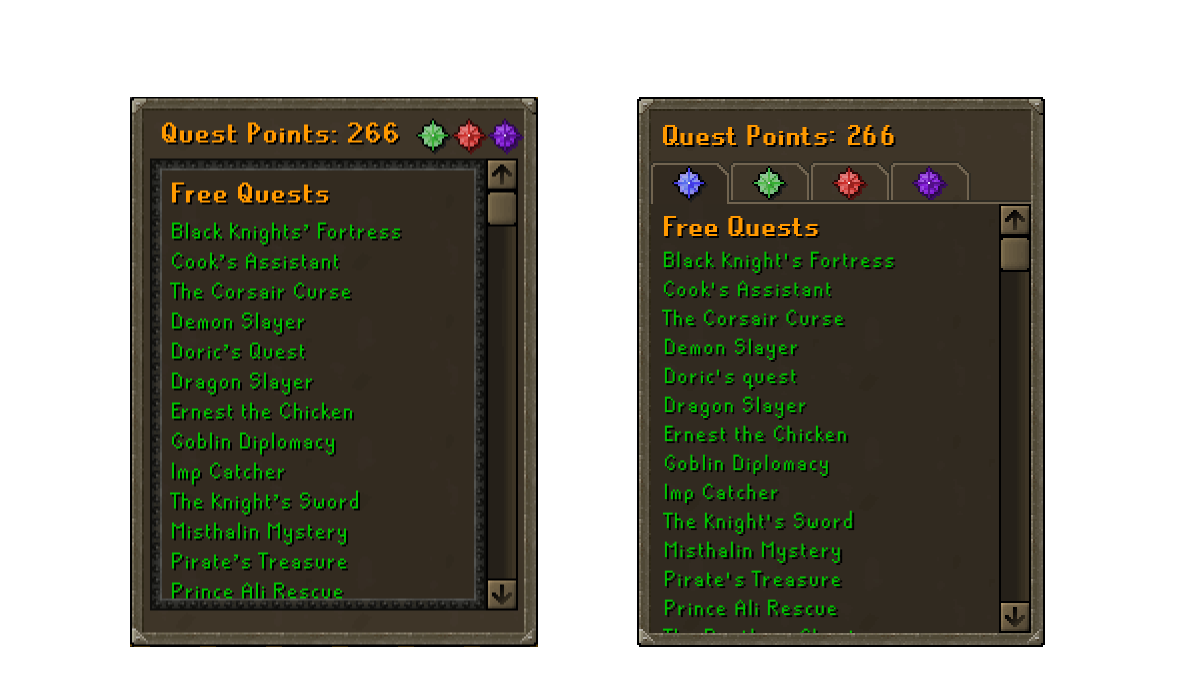 Quest Points: 266
Free Quests
Black Knights' Fortress
Cook's Assistant
The Corsair Curse
Demon Slayer
Doric's Quest
Dragon Slayer
Ernest the Chicken
Goblin Diplomacy
Imp Catcher
The Knight's Sword
Misthalin Mystery
Pirate's Treasure
Prince Ali Rescue
Quest Points: 266
Free Quests
Black Knight's Fortress
Cook's Assistant
The Corsair Curse
Demon Slayer
Doric's quest
Dragon Slayer
Ernest the Chicken
Goblin Diplomacy
Imp Catcher
The Knight's Sword
Misthalin Mystery
Pirate's Treasure
Prince Ali Rescue